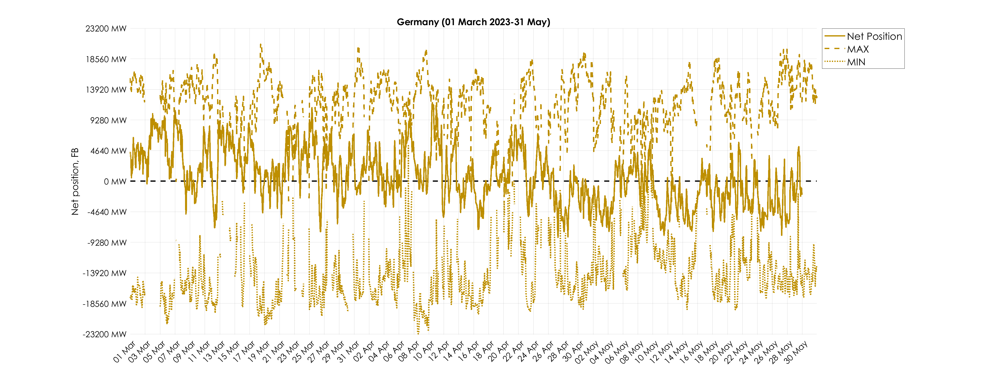 Germany (01 March 2023-31 May)
Net position, FB
23200 MW
18560 MW
13920 MW
9280 MW
4640 MW
0 MW
-4640 MW
-9280 MW
-13920 MW
-18560 MW
-23200 MW
Net Position
MAX
MIN
01 Mar
03 Mar
05 Mar
07 Mar
09 Mar
11 Mar
13 Mar
15 Mar
17 Mar
19 Mar
21 Mar
23 Mar
25 Mar
27 Mar
29 Mar
31 Mar
02 Apr
04 Apr
06 Apr
08 Apr
10 Apr
12 Apr
14 Apr
16 Apr
18 Apr
20 Apr
22 Apr
24 Apr
26 Apr
28 Apr
30 Apr
02 May
04 May
06 May
08 May
10 May
12 May
14 May
16 May
18 May
20 May
22 May
24 May
26 May
28 May
30 May